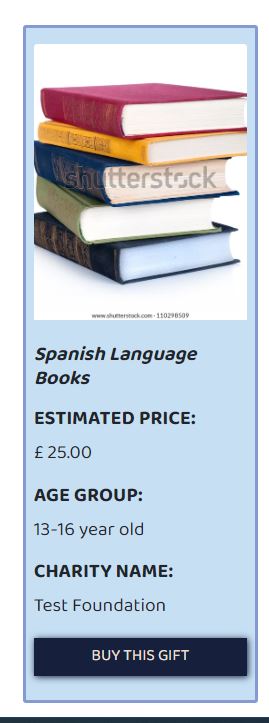 shutterstock
www.shutterstock.com · 110298509
Spanish Language
Books
ESTIMATED PRICE:
£ 25.00
AGE GROUP:
13-16 year old
CHARITY NAME:
Test Foundation
BUY THIS GIFT